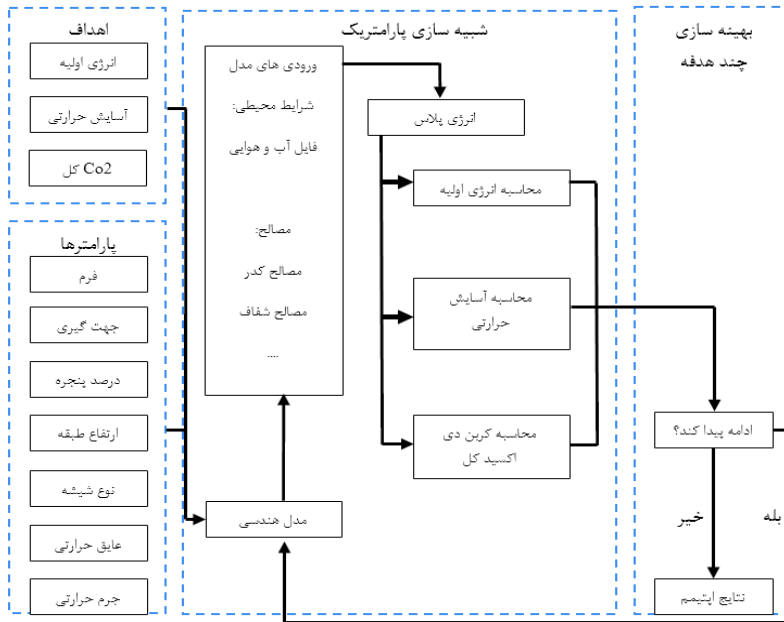 اهداف
انرژی اولیه
آسایش حرارتی
Co2 کل
پارامترها
فرم
جهت گیری
درصد پنجره
ارتفاع طبقه
نوع شیشه
عایق حرارتی
جرم حرارتی
شبیه سازی پارامتریک
ورودی های مدل
شرایط محیطی:
فایل آب و هوایی
مصالح:
مصالح کدر
مصالح شفاف
....
مدل هندسی
انرژی پلاس
محاسبه انرژی اولیه
محاسبه آسایش
حرارتی
محاسبه کربن دی
اکسید کل
بهینه سازی
چند هدفه
ادامه پیدا کند؟
خیر
بله
نتایج اپتیمم